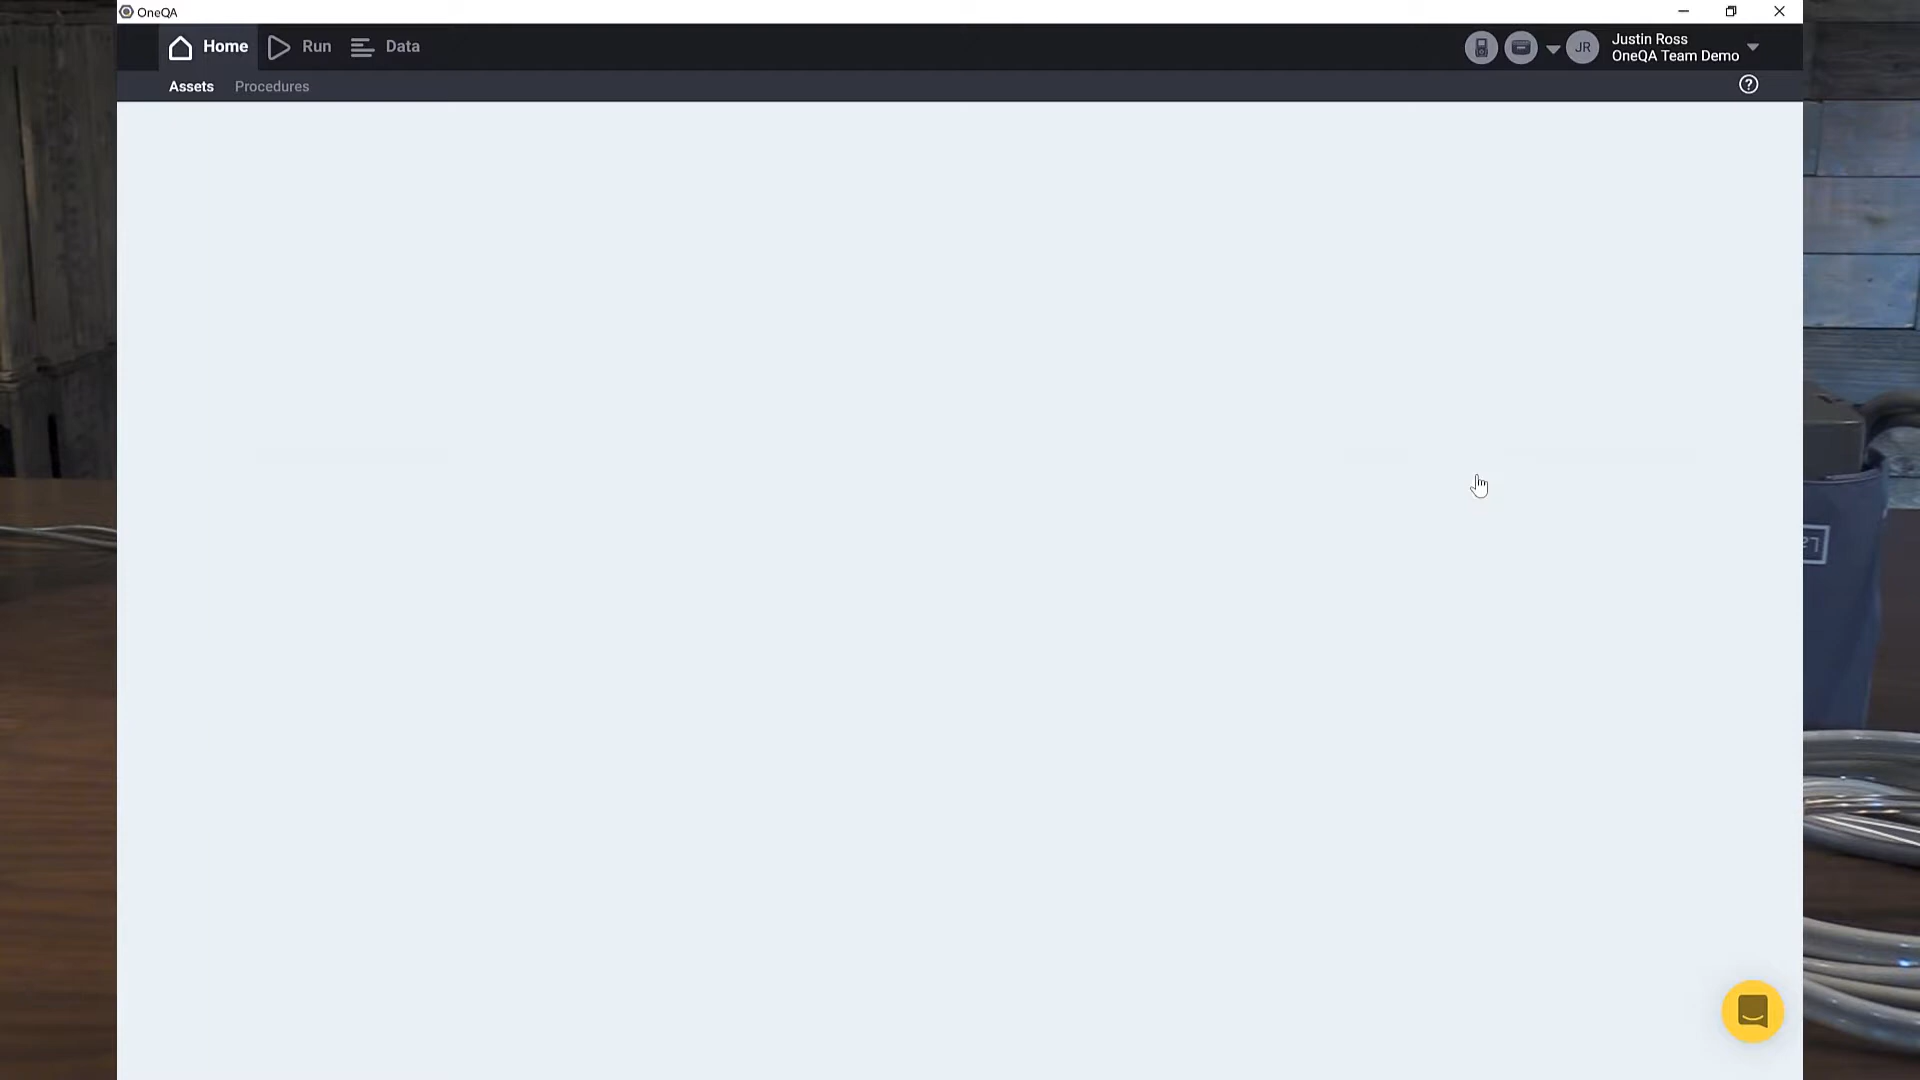 OneQA
Home Run Data
JR
Justin Ross
OneQA Team Demo
Assets Procedures
?